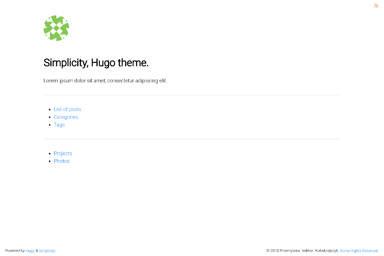 Simplicity, Hugo theme.
Lorem ipsum dolor sit amet, consectetur adipiscing elit.
List of posts
Categories
Tags
Projects
Photos
Powered by Hugo & Simplicity.
© 2018 Przemysław Kołodziejczyk. Some Rights Reserved.